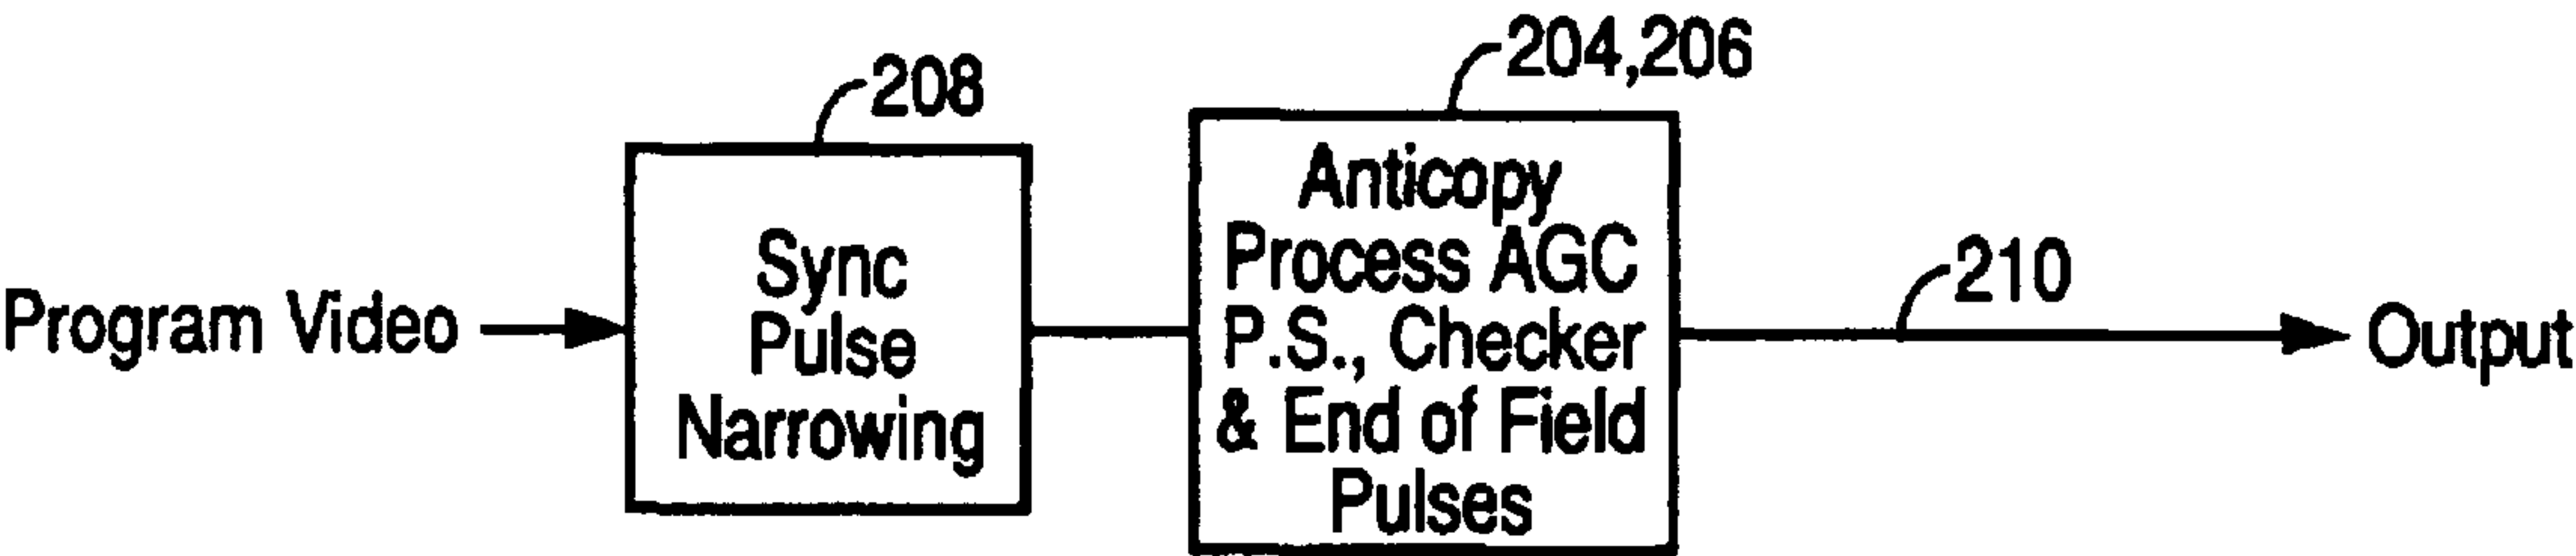 208
204,206
Program Video
Sync
Pulse
Narrowing
Anticopy
Process AGC
P.S., Checker
& End of Field
Pulses
210
Output